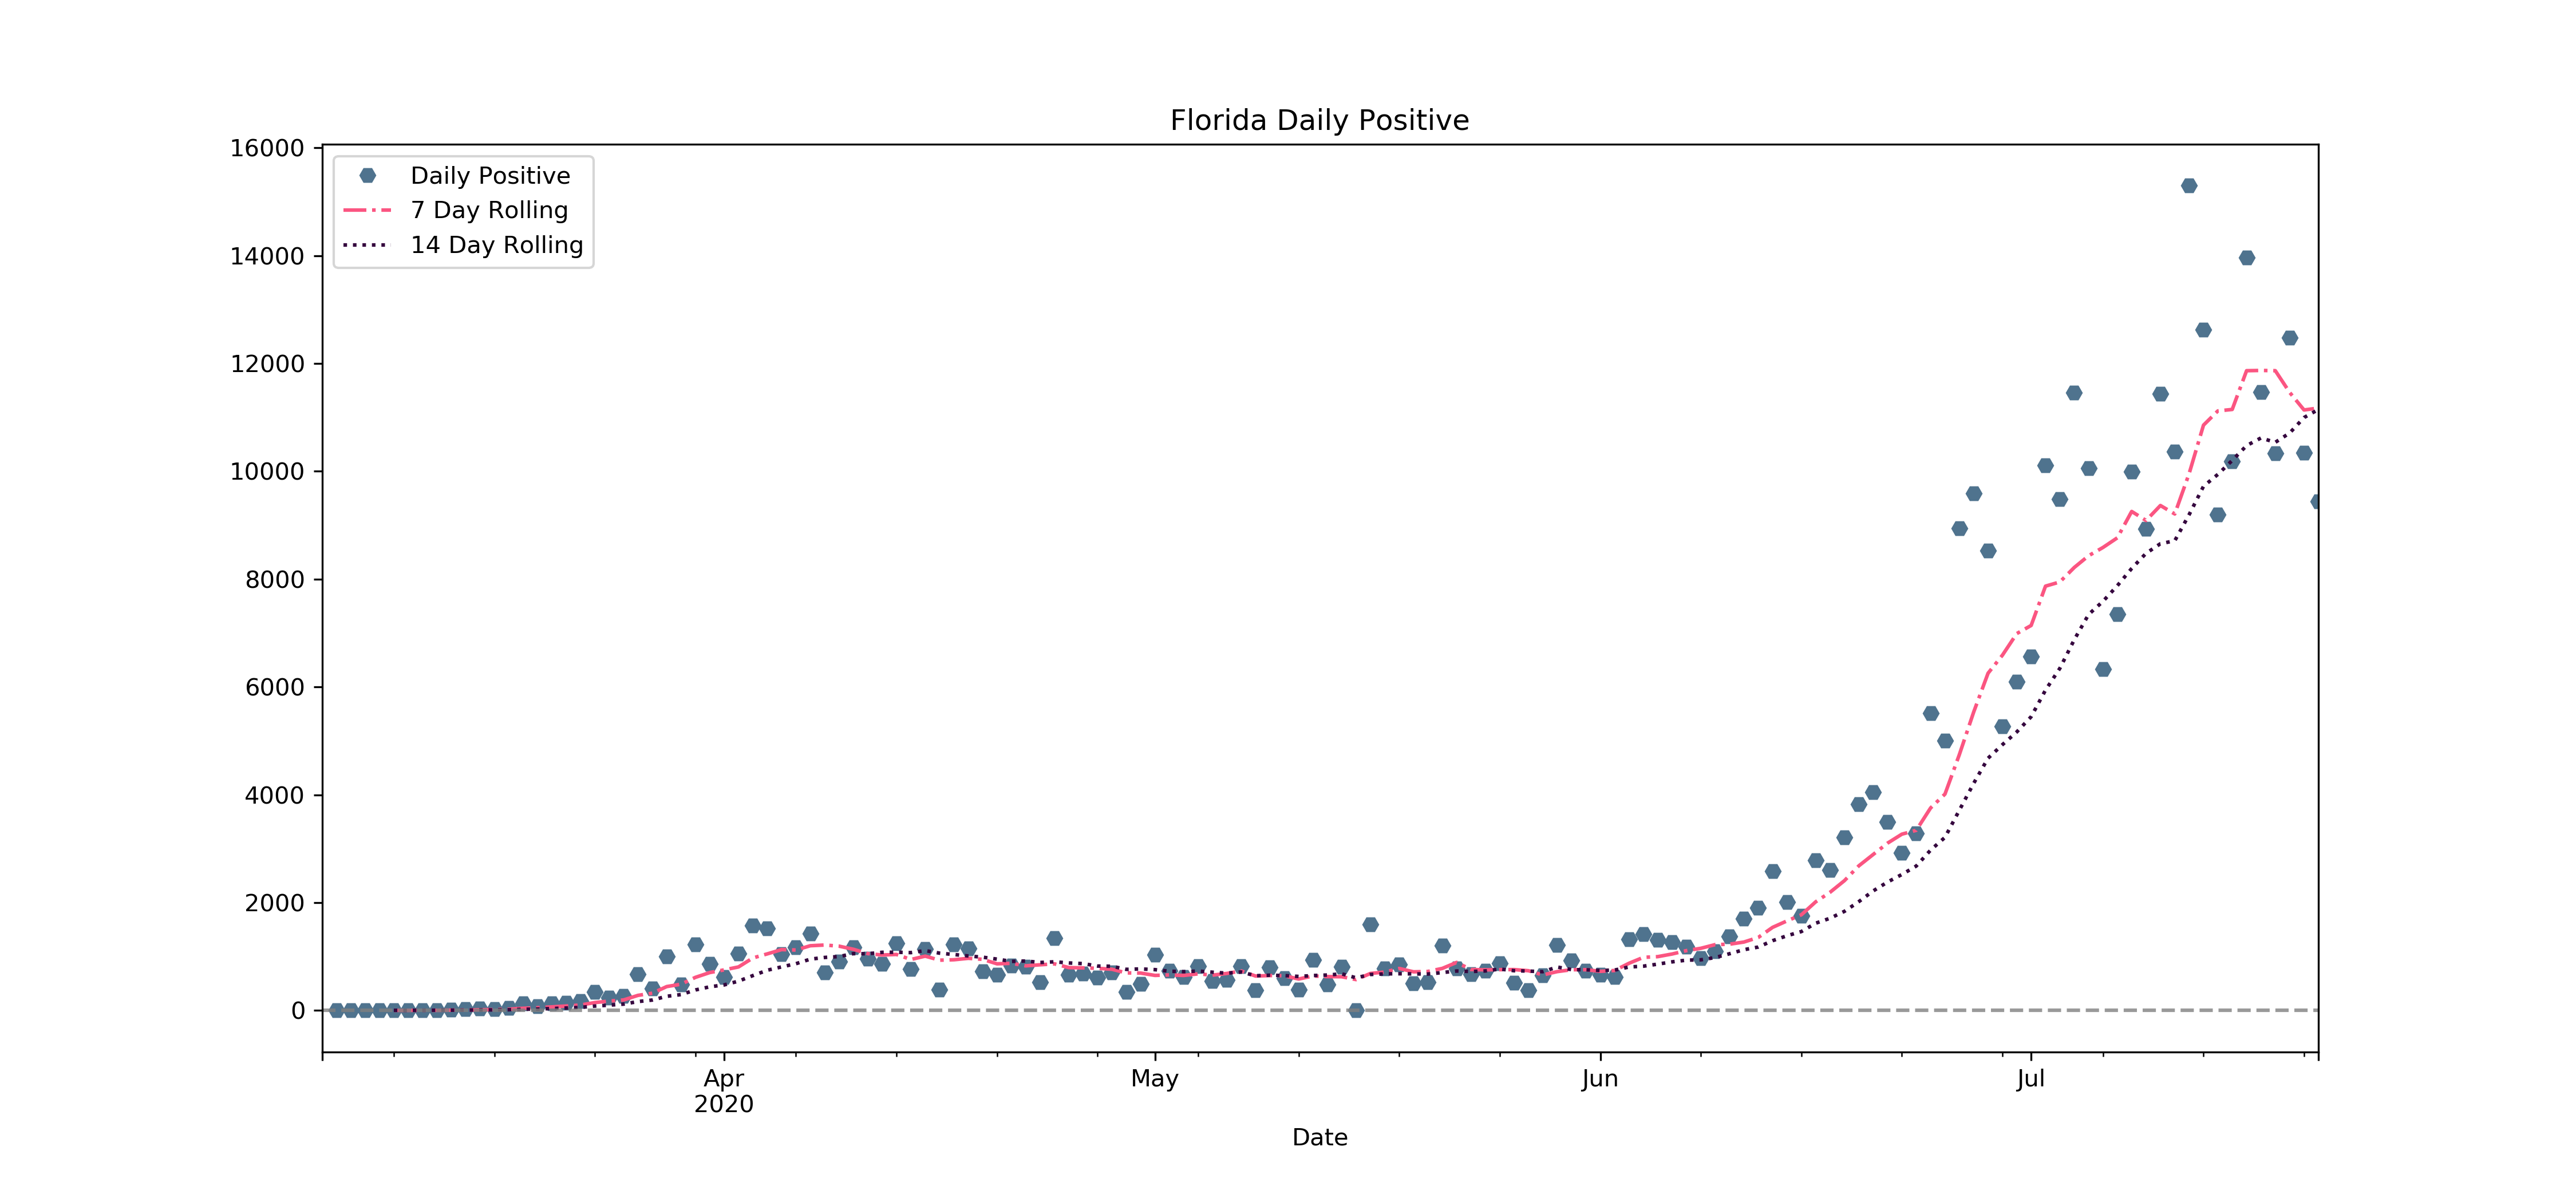 Florida Daily Positive
16000
14000
12000
10000
8000
6000
4000
2000
0
Daily Positive
7 Day Rolling
14 Day Rolling
Apr
2020
May
Jun
Jul
Date